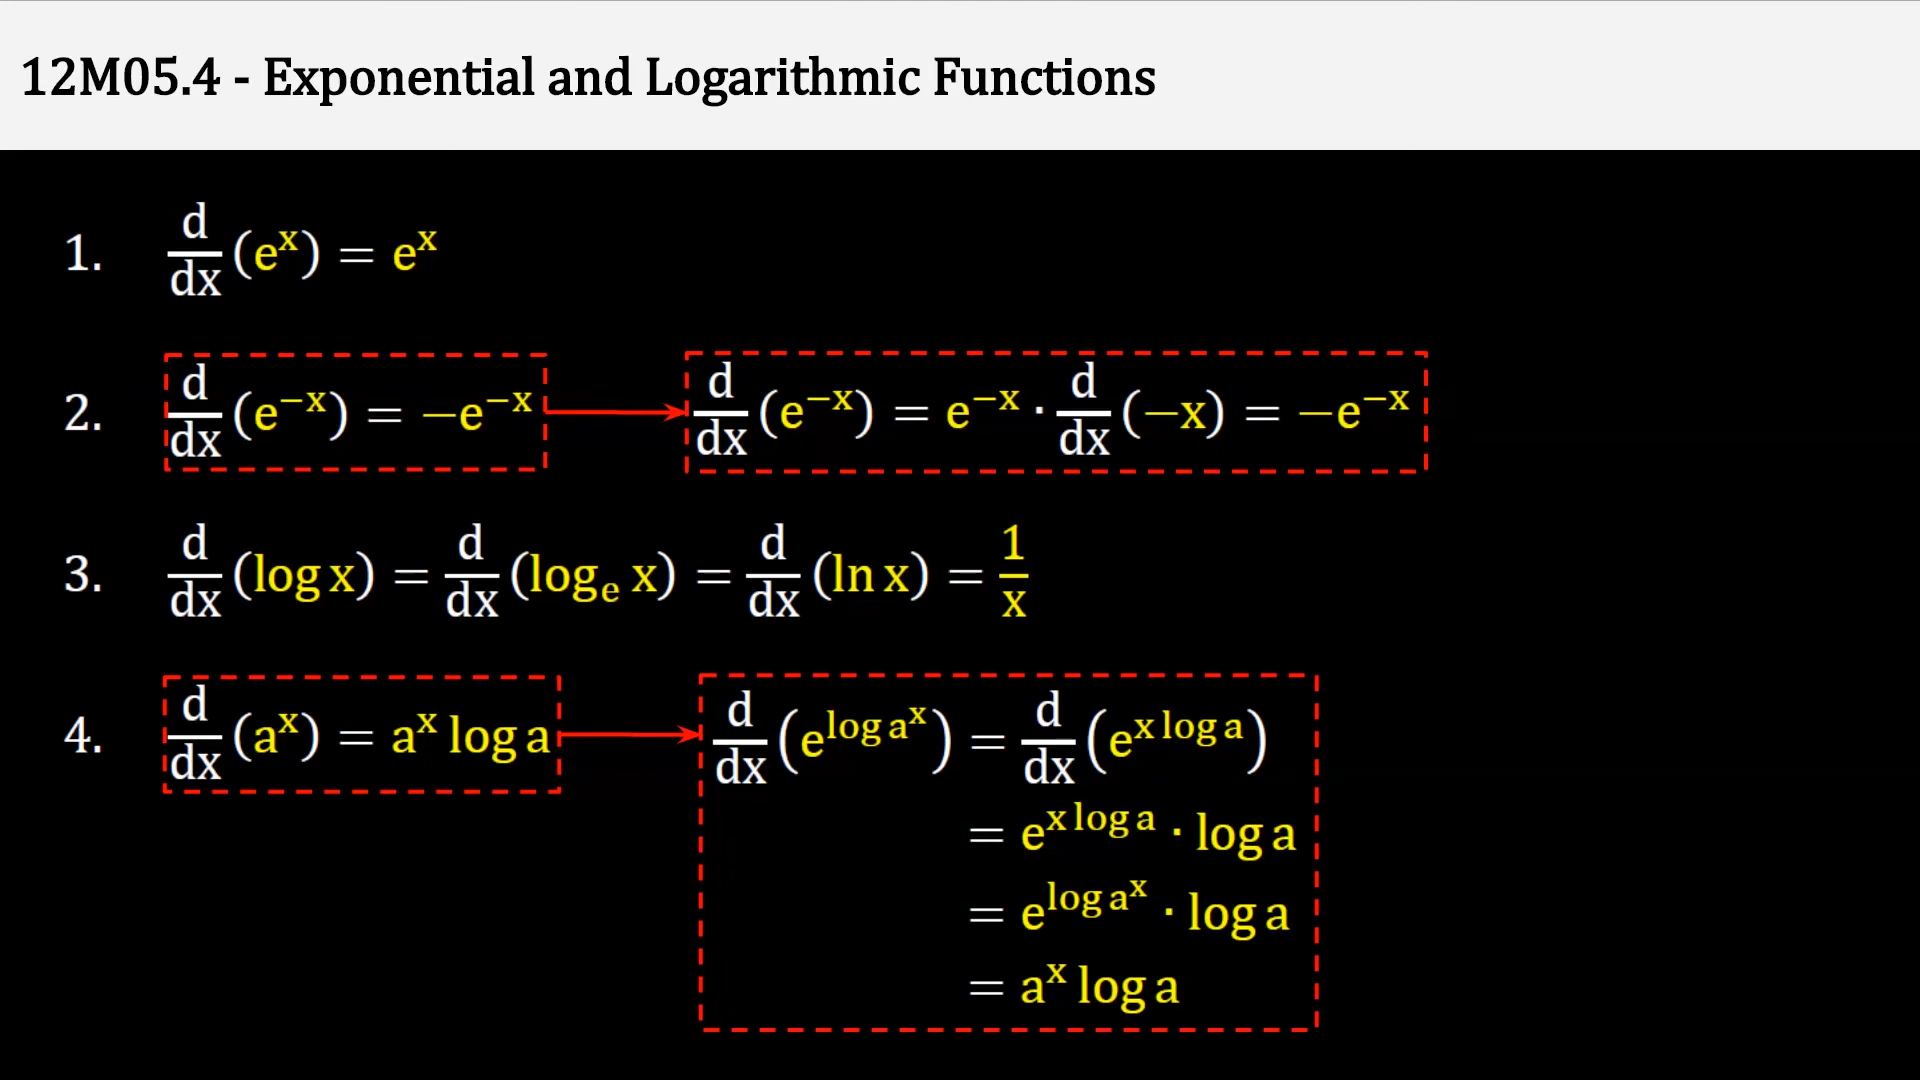 12M05.4 - Exponential and Logarithmic Functions
1. d/dx (e^x) = e^x
2. d/dx (e^−x) = −e^−x → d/dx (e^−x) = e^−x · d/dx (−x) = −e^−x
3. d/dx (log x) = d/dx (log_e x) = d/dx (ln x) = 1/x
4. d/dx (a^x) = a^x log a → d/dx (e^(log a^x)) = d/dx (e^(x log a))
= e^(x log a) · log a
= e^(log a^x) · log a
= a^x log a